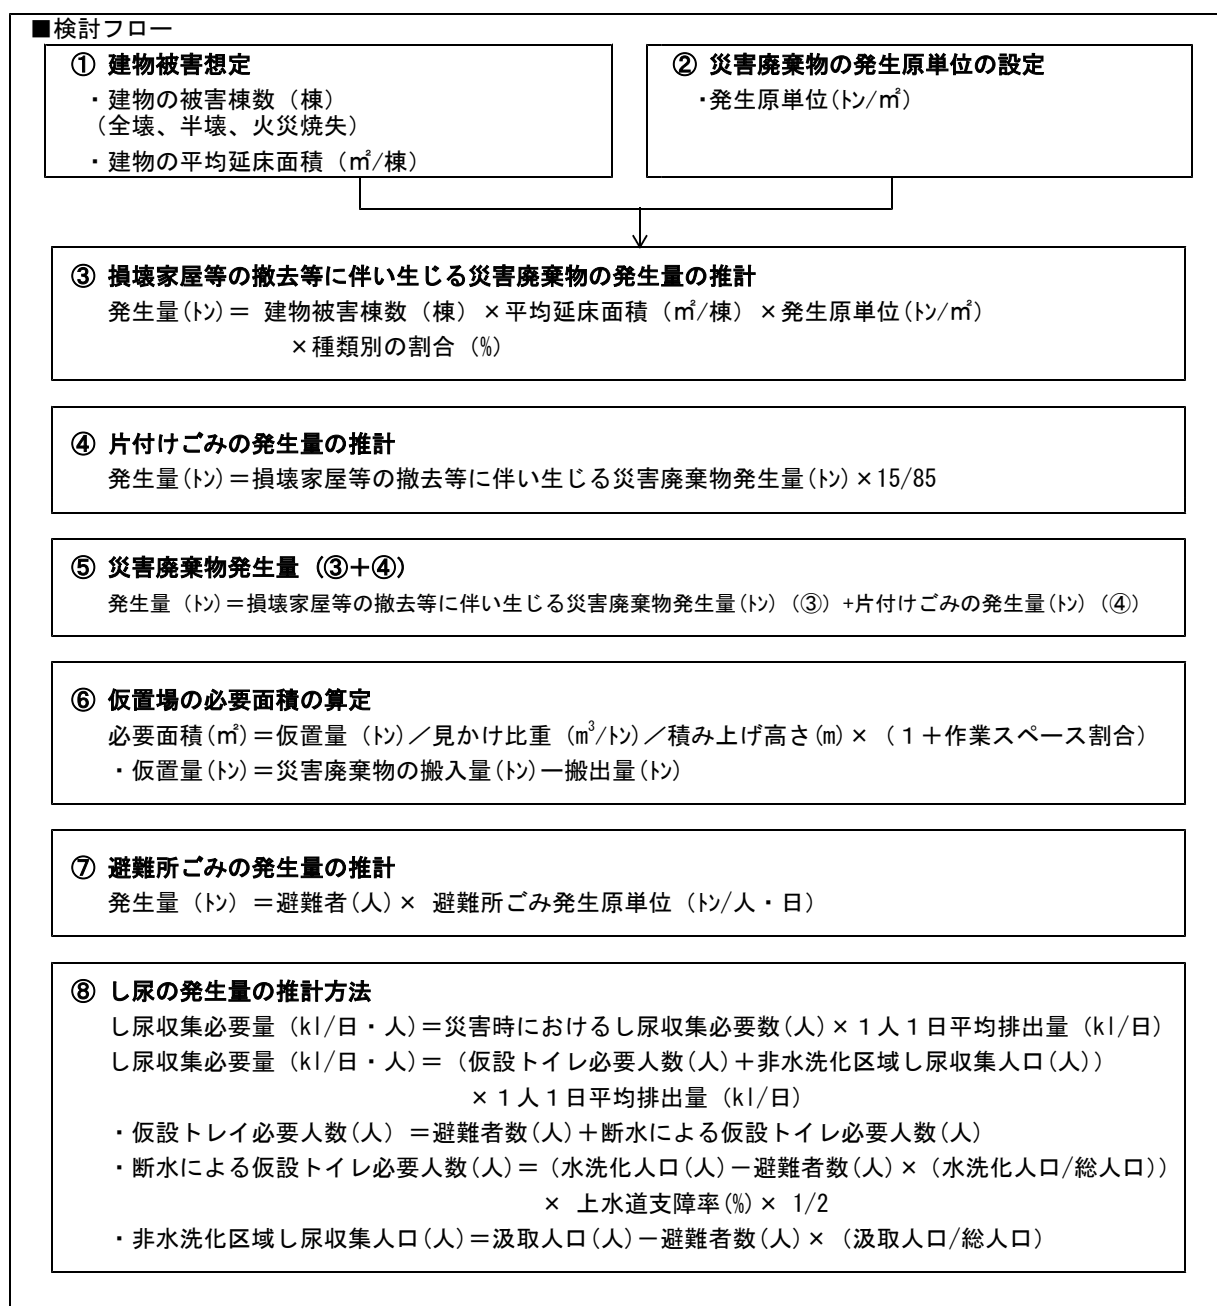 ■検討フロー
① 建物被害想定
・建物の被害棟数（棟）
（全壊、半壊、火災焼失）
・建物の平均延床面積（㎡/棟）
② 災害廃棄物の発生原単位の設定
・発生原単位(ﾄﾝ/㎡)
③ 損壊家屋等の撤去等に伴い生じる災害廃棄物の発生量の推計
発生量(ﾄﾝ)＝ 建物被害棟数（棟）×平均延床面積（㎡/棟）×発生原単位(ﾄﾝ/㎡)
×種類別の割合（%）
④ 片付けごみの発生量の推計
発生量(ﾄﾝ)＝損壊家屋等の撤去等に伴い生じる災害廃棄物発生量(ﾄﾝ)×15/85
⑤ 災害廃棄物発生量（③＋④）
発生量（ﾄﾝ)＝損壊家屋等の撤去等に伴い生じる災害廃棄物発生量(ﾄﾝ)（③）+片付けごみの発生量(ﾄﾝ)（④）
⑥ 仮置場の必要面積の算定
必要面積(㎡)＝仮置量（ﾄﾝ)／見かけ比重（m³/ﾄﾝ)／積み上げ高さ(m)×（１＋作業スペース割合）
・仮置量(ﾄﾝ)＝災害廃棄物の搬入量(ﾄﾝ)－搬出量(ﾄﾝ)
⑦ 避難所ごみの発生量の推計
発生量（ﾄﾝ）＝避難者(人)× 避難所ごみ発生原単位（ﾄﾝ/人・日）
⑧ し尿の発生量の推計方法
し尿収集必要量（kl/日・人)＝災害時におけるし尿収集必要数(人)×１人１日平均排出量（kl/日）
し尿収集必要量（kl/日・人)＝（仮設トイレ必要人数(人)＋非水洗化区域し尿収集人口(人)）
×１人１日平均排出量（kl/日）
・仮設トレイ必要人数(人）＝避難者数(人)＋断水による仮設トイレ必要人数(人)
・断水による仮設トイレ必要人数(人)＝（水洗化人口(人)－避難者数(人)×（水洗化人口/総人口））
× 上水道支障率(%)× 1/2
・非水洗化区域し尿収集人口(人)＝汲取人口(人)－避難者数(人)×（汲取人口/総人口）